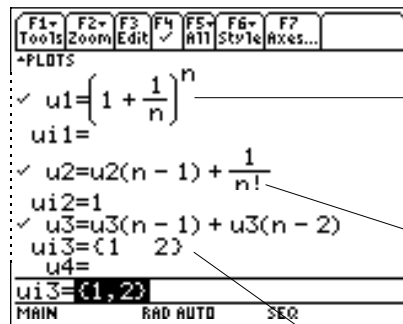 F1 F2 F3 F4 F5 F6 F7
Tools Zoom Edit ✓ All Style Axes...
PLOTS
✓ u1=(1 + 1/n)^n
ui1=
✓ u2=u2(n - 1) + 1/n!
ui2=1
✓ u3=u3(n - 1) + u3(n - 2)
ui3={1 2}
u4=
ui3={1,2}
MAIN RAD AUTO SEQ